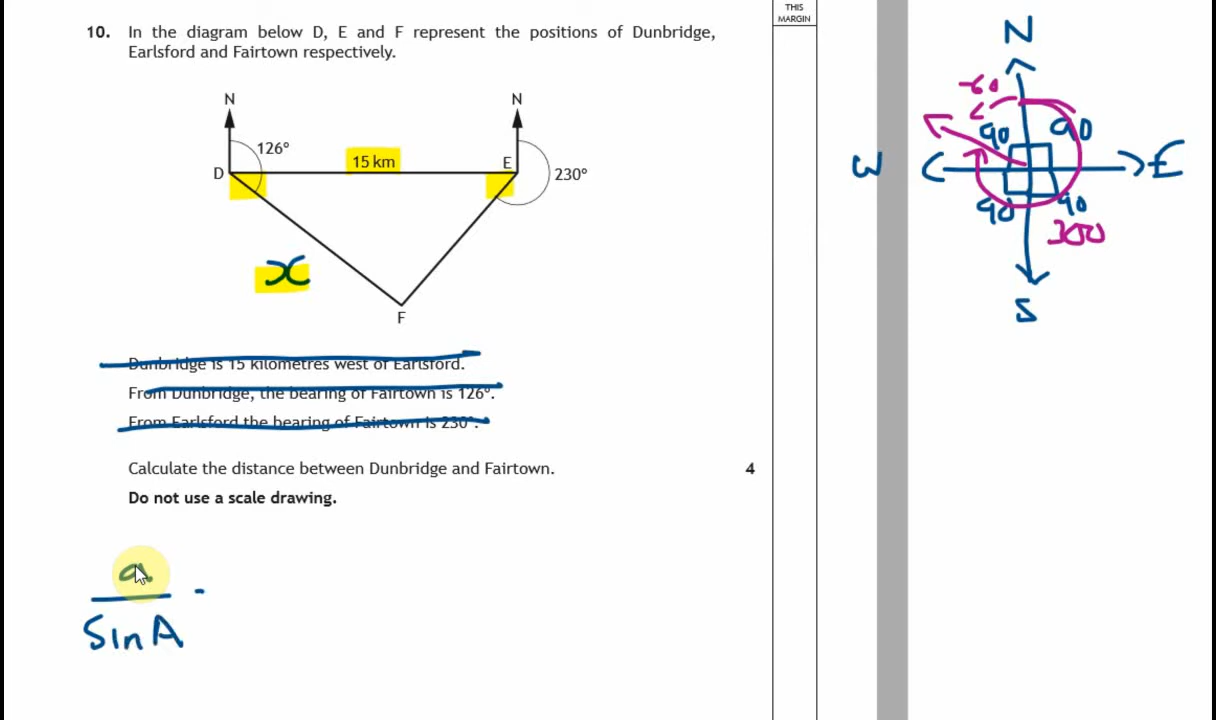 THIS
MARGIN
10. In the diagram below D, E and F represent the positions of Dunbridge,
Earlsford and Fairtown respectively.
N
N
126°
15 km
E
D
230°
x
F
Dunbridge is 15 kilometres west of Earlsford.
From Dunbridge, the bearing of Fairtown is 126°.
From Earlsford the bearing of Fairtown is 230°.
Calculate the distance between Dunbridge and Fairtown. 4
Do not use a scale drawing.
a
Sin A
N
-60
90
90
W
E
90
90
300
S